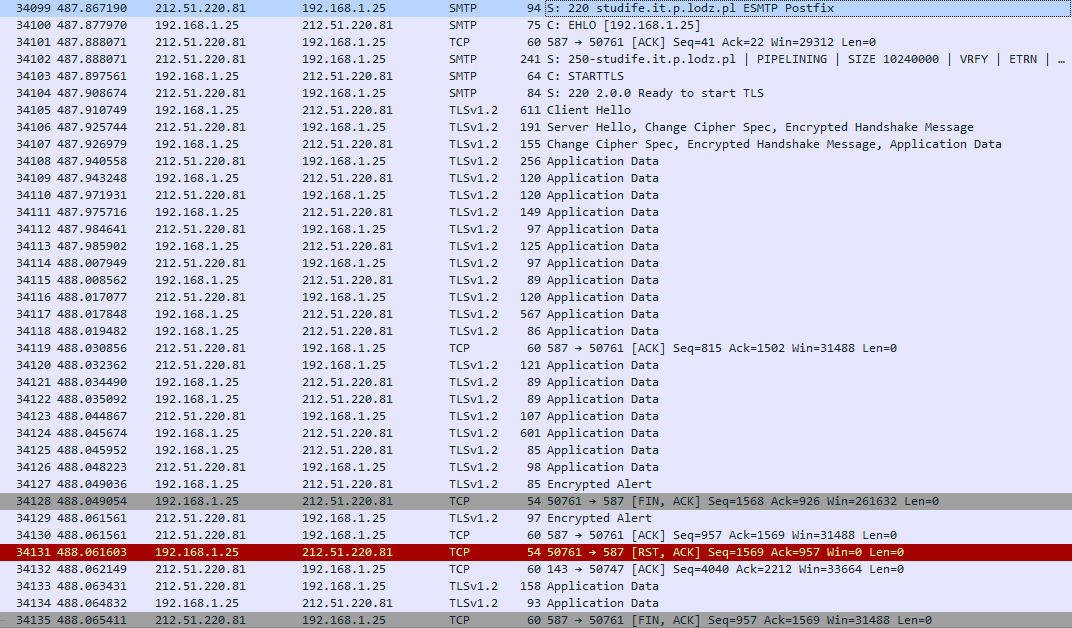 34099 487.867190 212.51.220.81 192.168.1.25 SMTP 94 S: 220 studife.it.p.lodz.pl ESMTP Postfix
34100 487.877970 192.168.1.25 212.51.220.81 SMTP 75 C: EHLO [192.168.1.25]
34101 487.888071 212.51.220.81 192.168.1.25 TCP 60 587 → 50761 [ACK] Seq=41 Ack=22 Win=29312 Len=0
34102 487.888071 212.51.220.81 192.168.1.25 SMTP 241 S: 250-studife.it.p.lodz.pl | PIPELINING | SIZE 10240000 | VRFY | ETRN | …
34103 487.897561 192.168.1.25 212.51.220.81 SMTP 64 C: STARTTLS
34104 487.908674 212.51.220.81 192.168.1.25 SMTP 84 S: 220 2.0.0 Ready to start TLS
34105 487.910749 192.168.1.25 212.51.220.81 TLSv1.2 611 Client Hello
34106 487.925744 212.51.220.81 192.168.1.25 TLSv1.2 191 Server Hello, Change Cipher Spec, Encrypted Handshake Message
34107 487.926979 192.168.1.25 212.51.220.81 TLSv1.2 155 Change Cipher Spec, Encrypted Handshake Message, Application Data
34108 487.940558 212.51.220.81 192.168.1.25 TLSv1.2 256 Application Data
34109 487.943248 192.168.1.25 212.51.220.81 TLSv1.2 120 Application Data
34110 487.971931 212.51.220.81 192.168.1.25 TLSv1.2 120 Application Data
34111 487.975716 192.168.1.25 212.51.220.81 TLSv1.2 149 Application Data
34112 487.984641 212.51.220.81 192.168.1.25 TLSv1.2 97 Application Data
34113 487.985902 192.168.1.25 212.51.220.81 TLSv1.2 125 Application Data
34114 488.007949 212.51.220.81 192.168.1.25 TLSv1.2 97 Application Data
34115 488.008562 192.168.1.25 212.51.220.81 TLSv1.2 89 Application Data
34116 488.017077 212.51.220.81 192.168.1.25 TLSv1.2 120 Application Data
34117 488.017848 192.168.1.25 212.51.220.81 TLSv1.2 567 Application Data
34118 488.019482 192.168.1.25 212.51.220.81 TLSv1.2 86 Application Data
34119 488.030856 212.51.220.81 192.168.1.25 TCP 60 587 → 50761 [ACK] Seq=815 Ack=1502 Win=31488 Len=0
34120 488.032362 212.51.220.81 192.168.1.25 TLSv1.2 121 Application Data
34121 488.034490 192.168.1.25 212.51.220.81 TLSv1.2 89 Application Data
34122 488.035092 192.168.1.25 212.51.220.81 TLSv1.2 89 Application Data
34123 488.044867 212.51.220.81 192.168.1.25 TLSv1.2 107 Application Data
34124 488.045674 192.168.1.25 212.51.220.81 TLSv1.2 601 Application Data
34125 488.045952 192.168.1.25 212.51.220.81 TLSv1.2 85 Application Data
34126 488.048223 212.51.220.81 192.168.1.25 TLSv1.2 98 Application Data
34127 488.049036 192.168.1.25 212.51.220.81 TLSv1.2 85 Encrypted Alert
34128 488.049054 192.168.1.25 212.51.220.81 TCP 54 50761 → 587 [FIN, ACK] Seq=1568 Ack=926 Win=261632 Len=0
34129 488.061561 212.51.220.81 192.168.1.25 TLSv1.2 97 Encrypted Alert
34130 488.061561 212.51.220.81 192.168.1.25 TCP 60 587 → 50761 [ACK] Seq=957 Ack=1569 Win=31488 Len=0
34131 488.061603 192.168.1.25 212.51.220.81 TCP 54 50761 → 587 [RST, ACK] Seq=1569 Ack=957 Win=0 Len=0
34132 488.062149 212.51.220.81 192.168.1.25 TCP 60 143 → 50747 [ACK] Seq=4040 Ack=2212 Win=33664 Len=0
34133 488.063431 212.51.220.81 192.168.1.25 TLSv1.2 158 Application Data
34134 488.064832 192.168.1.25 212.51.220.81 TLSv1.2 93 Application Data
34135 488.065411 212.51.220.81 192.168.1.25 TCP 60 587 → 50761 [FIN, ACK] Seq=957 Ack=1569 Win=31488 Len=0